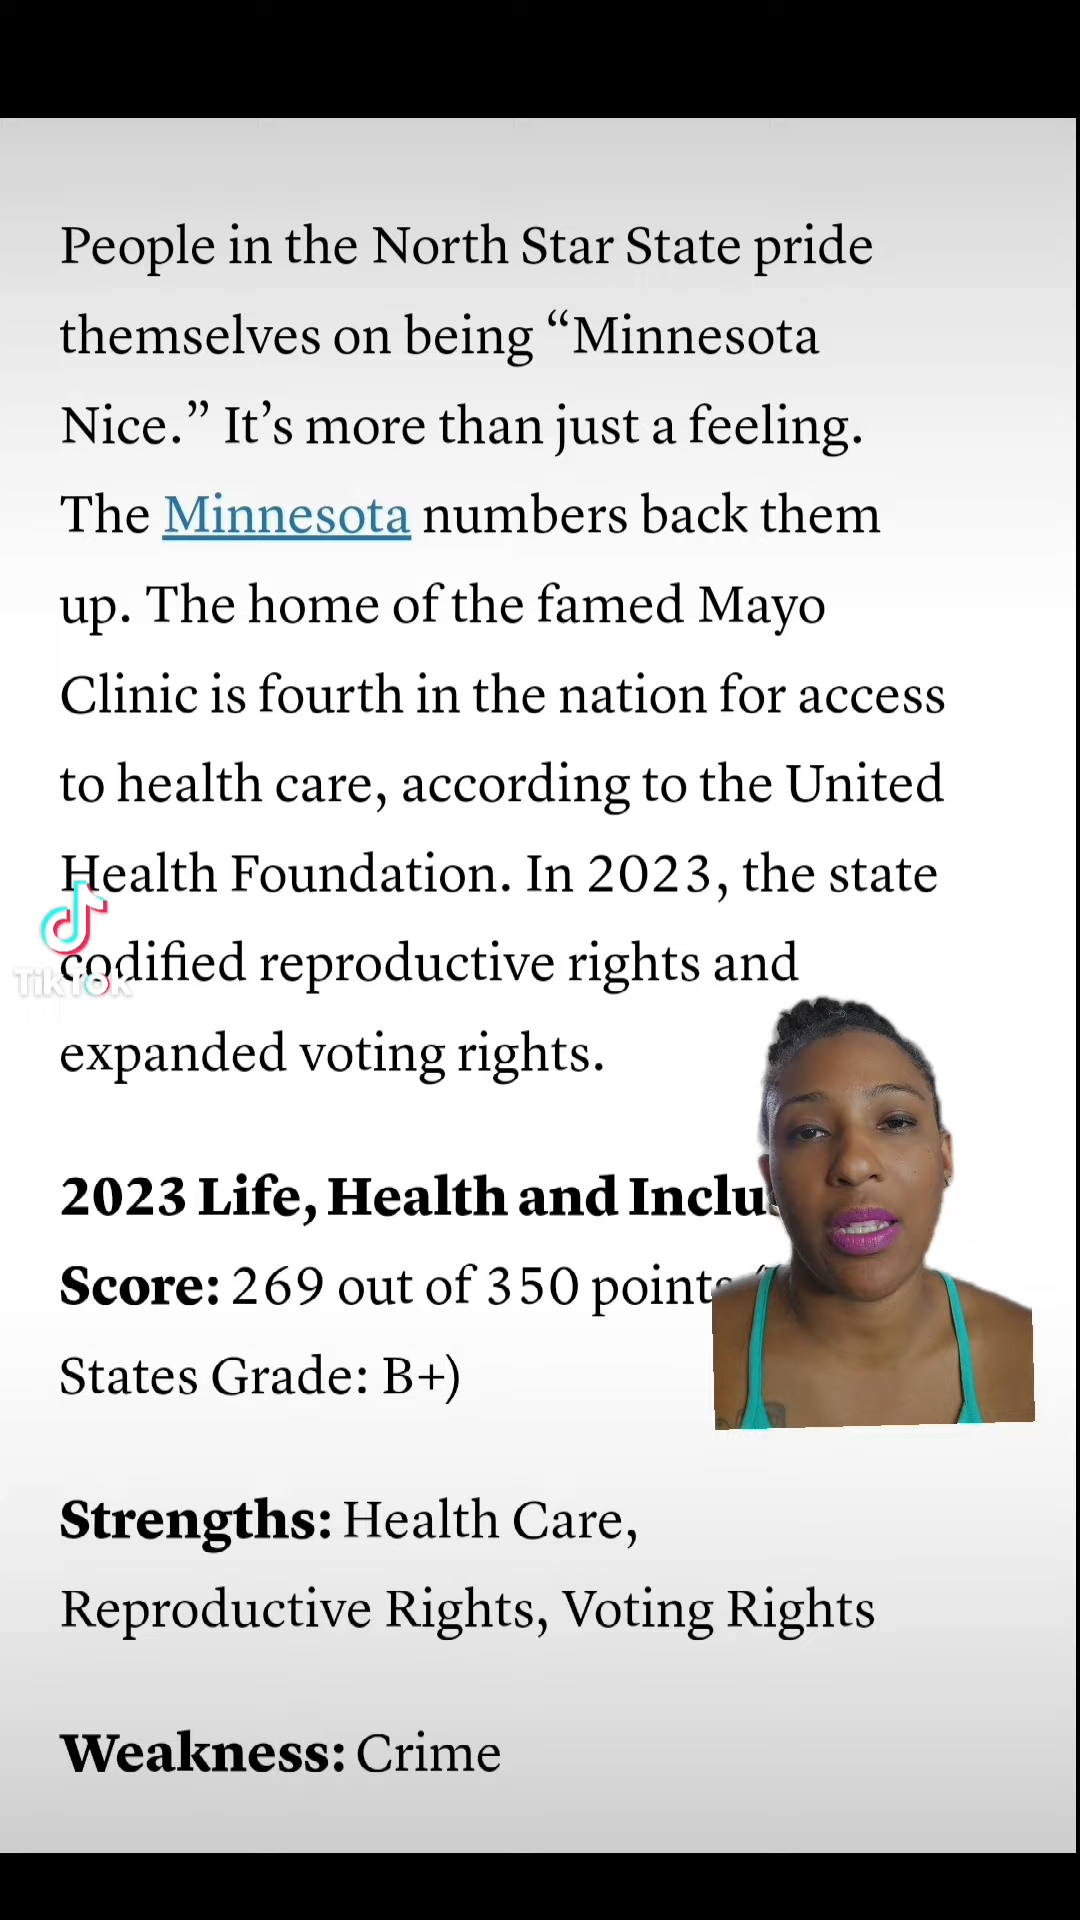 People in the North Star State pride
themselves on being “Minnesota
Nice.” It’s more than just a feeling.
The Minnesota numbers back them
up. The home of the famed Mayo
Clinic is fourth in the nation for access
to health care, according to the United
Health Foundation. In 2023, the state
codified reproductive rights and
expanded voting rights.
2023 Life, Health and
Score: 269 out of 350 points
States Grade: B+)
Strengths: Health Care,
Reproductive Rights, Voting Rights
Weakness: Crime
TikTok